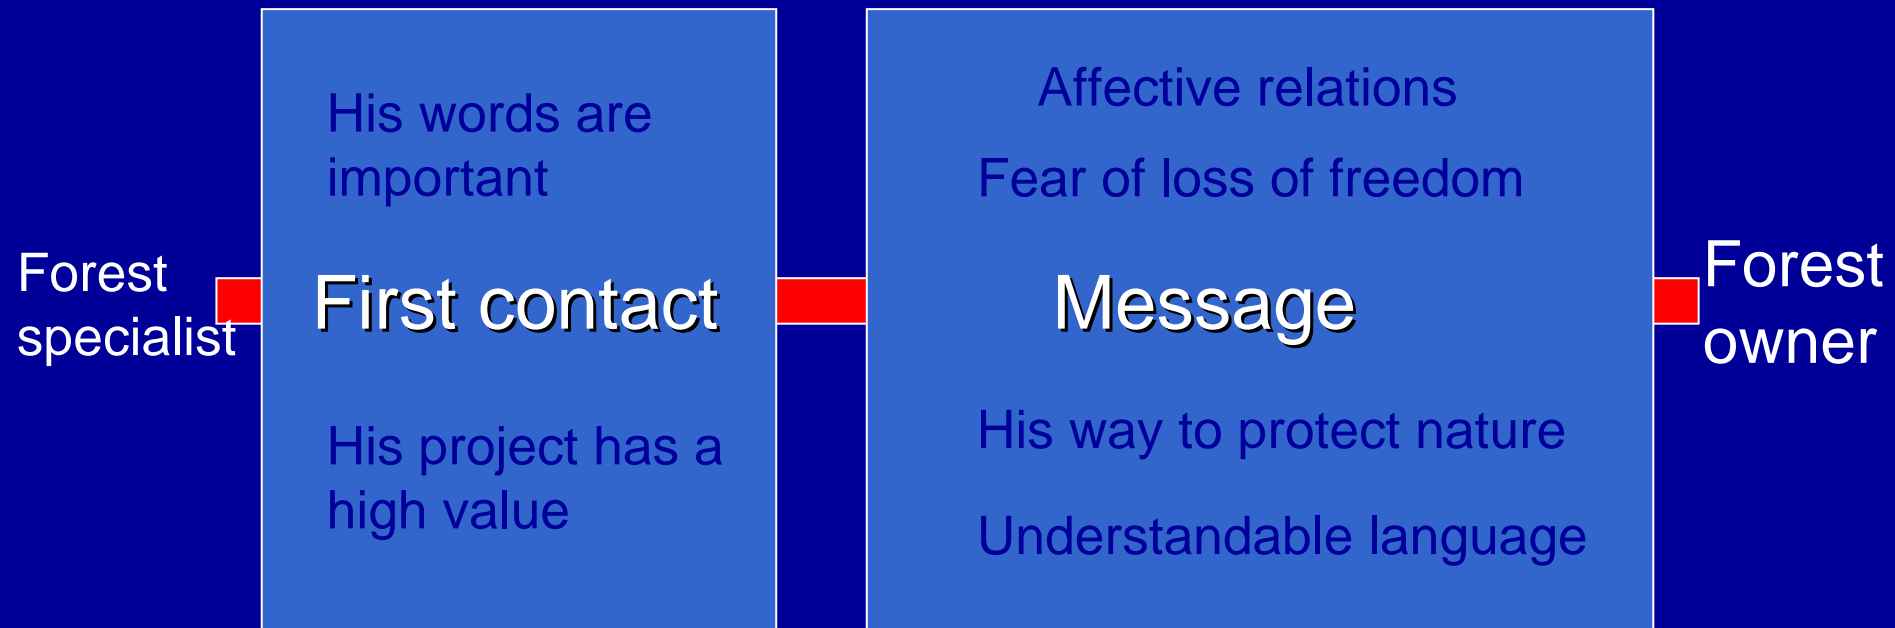 Forest
specialist
His words are
important
First contact
His project has a
high value
Affective relations
Fear of loss of freedom
Message
His way to protect nature
Understandable language
Forest
owner